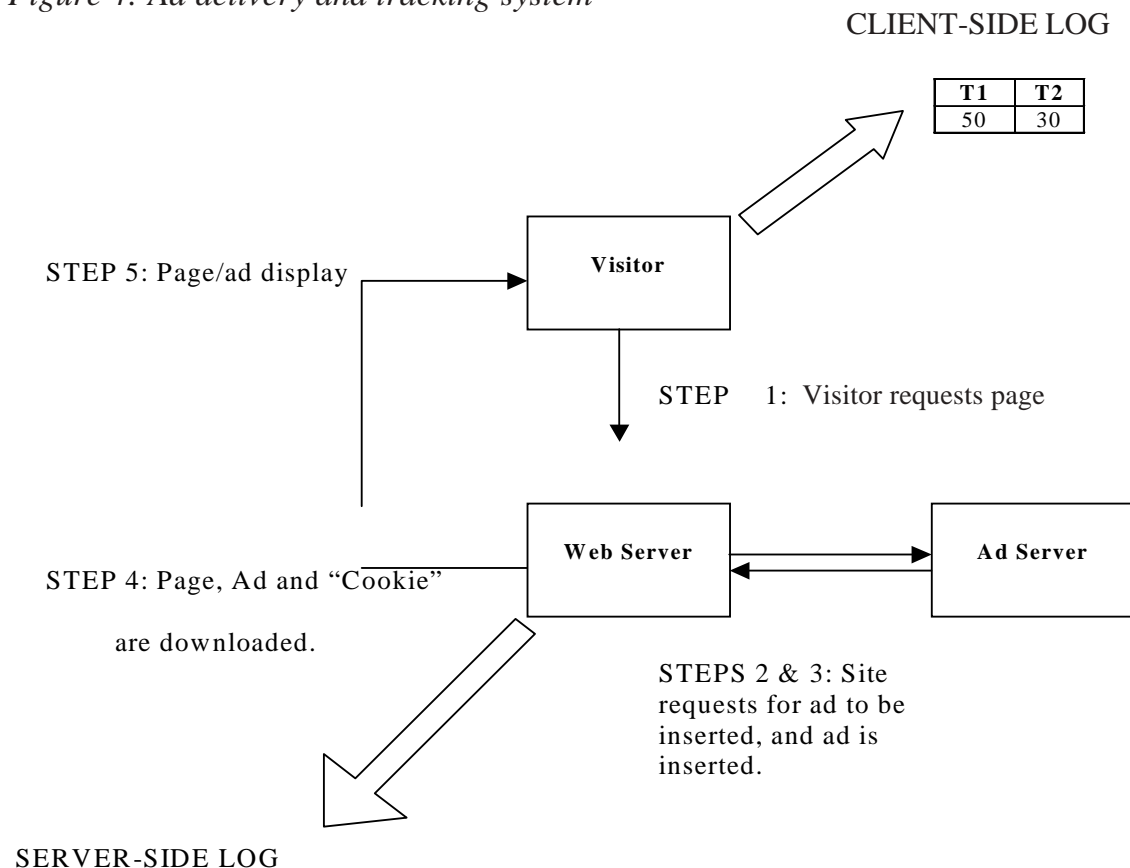 Figure 4. Ad delivery and tracking system
CLIENT-SIDE LOG
T1 T2
50 30
Visitor
STEP 5: Page/ad display
STEP 1: Visitor requests page
Web Server
Ad Server
STEP 4: Page, Ad and “Cookie”
are downloaded.
STEPS 2 & 3: Site
requests for ad to be
inserted, and ad is
inserted.
SERVER-SIDE LOG